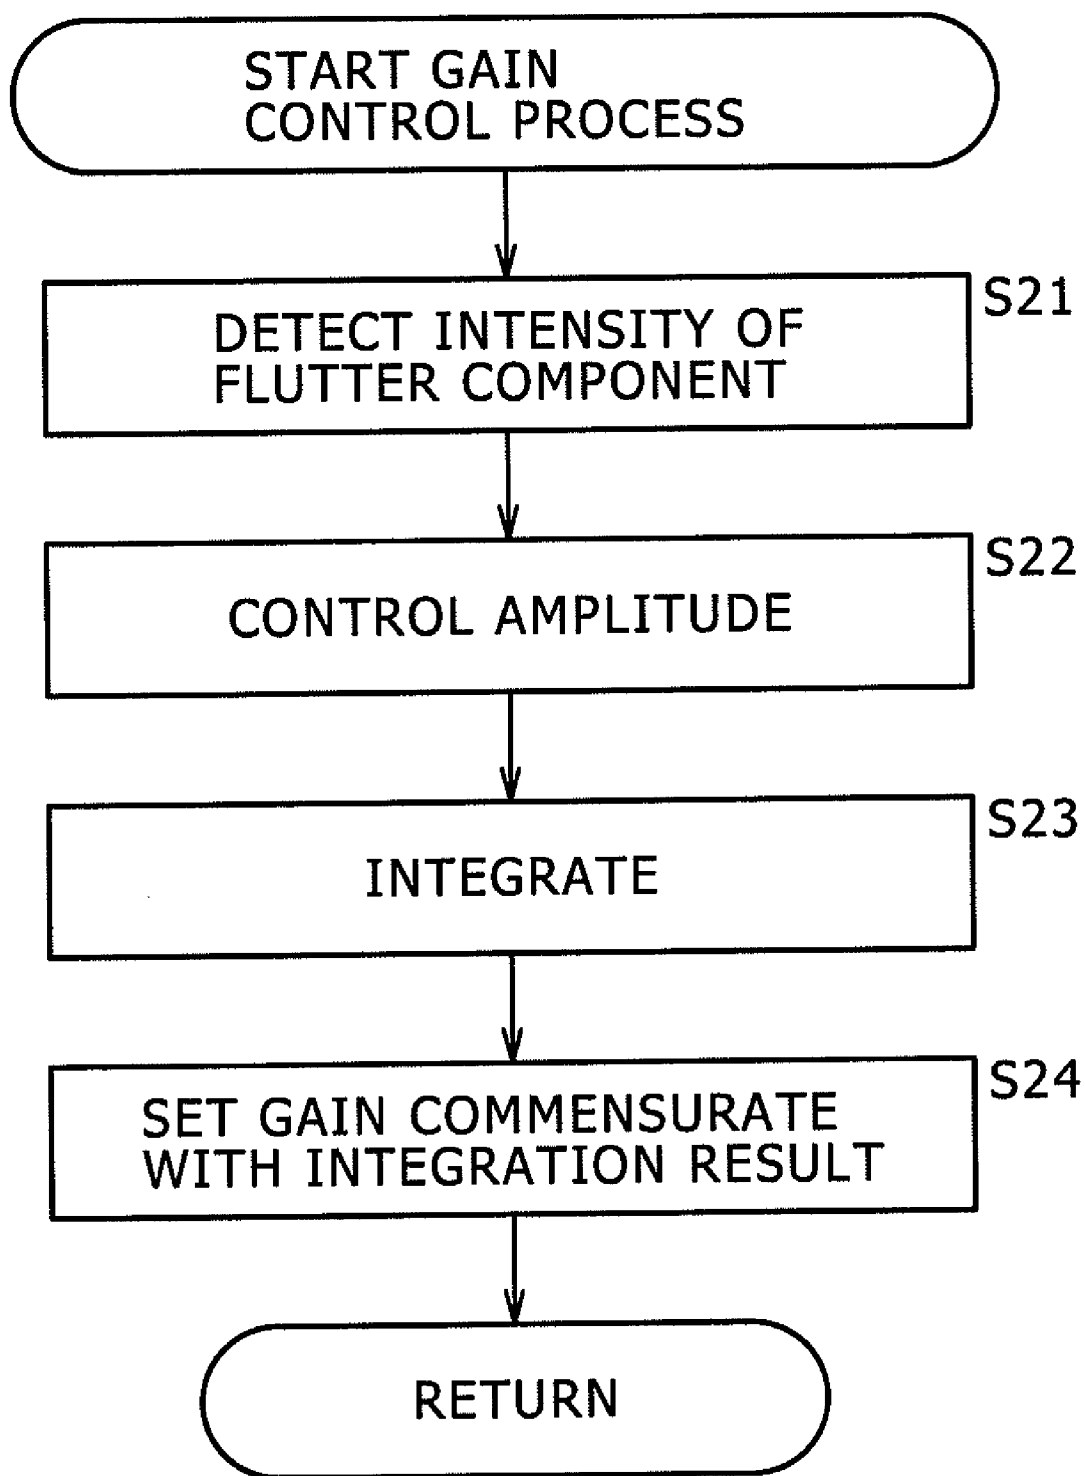 START GAIN
CONTROL PROCESS
S21
DETECT INTENSITY OF
FLUTTER COMPONENT
S22
CONTROL AMPLITUDE
S23
INTEGRATE
S24
SET GAIN COMMENSURATE
WITH INTEGRATION RESULT
RETURN